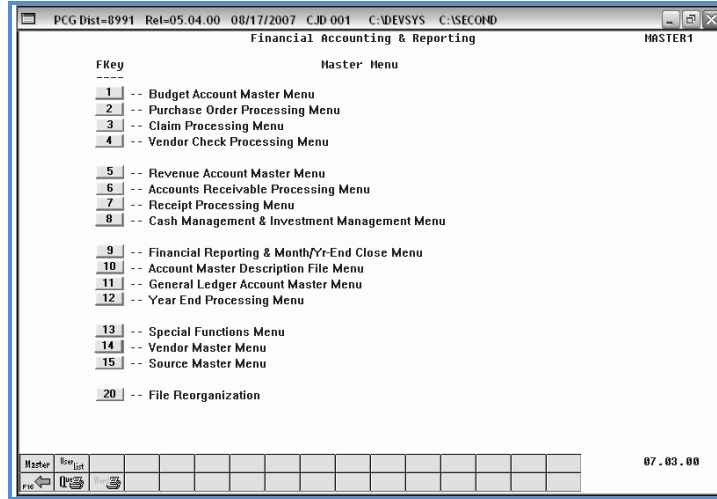 PCG Dist=8991 Rel=05.04.00 08/17/2007 CJD 001 C:\DEVSYS C:\SECOND
Financial Accounting & Reporting MASTER1
FKey Master Menu
----
1 -- Budget Account Master Menu
2 -- Purchase Order Processing Menu
3 -- Claim Processing Menu
4 -- Vendor Check Processing Menu
5 -- Revenue Account Master Menu
6 -- Accounts Receivable Processing Menu
7 -- Receipt Processing Menu
8 -- Cash Management & Investment Management Menu
9 -- Financial Reporting & Month/Yr-End Close Menu
10 -- Account Master Description File Menu
11 -- General Ledger Account Master Menu
12 -- Year End Processing Menu
13 -- Special Functions Menu
14 -- Vendor Master Menu
15 -- Source Master Menu
20 -- File Reorganization
Master User List 07.03.00
F16 Que